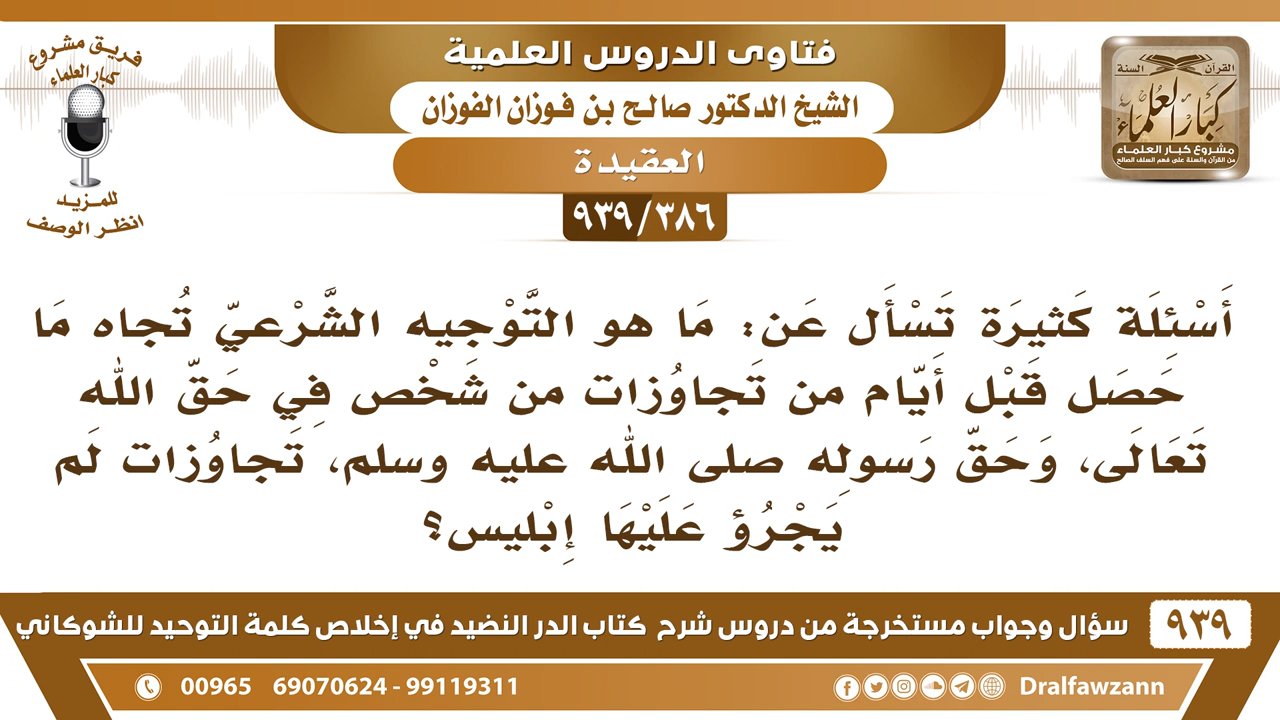 فريق مشروع
كبار العلماء
للمزيد
انظر الوصف
فتاوى الدروس العلمية
الشيخ الدكتور صالح بن فوزان الفوزان
العقيدة
٩٣٩/٣٨٦
القرآن السنة
كبار العلماء
مشروع كبار العلماء
من القرآن والسنة على فهم السلف الصالح
أَسْئِلَة كَثيرَة تَسْأَل عَن: مَا هو التَّوْجيه الشَّرْعيّ تُجاه مَا
حَصَل قَبْل أَيّام من تَجاوُزات من شَخْص فِي حَقّ الله
تَعَالَى، وَحَقّ رَسوله صلى الله عليه وسلم، تَجاوُزات لَم
يَجْرُؤ عَلَيْهَا إِبْليس؟
٩٣٩ سؤال وجواب مستخرجة من دروس شرح كتاب الدر النضيد في إخلاص كلمة التوحيد للشوكاني
00965 69070624 - 99119311
Dralfawzann